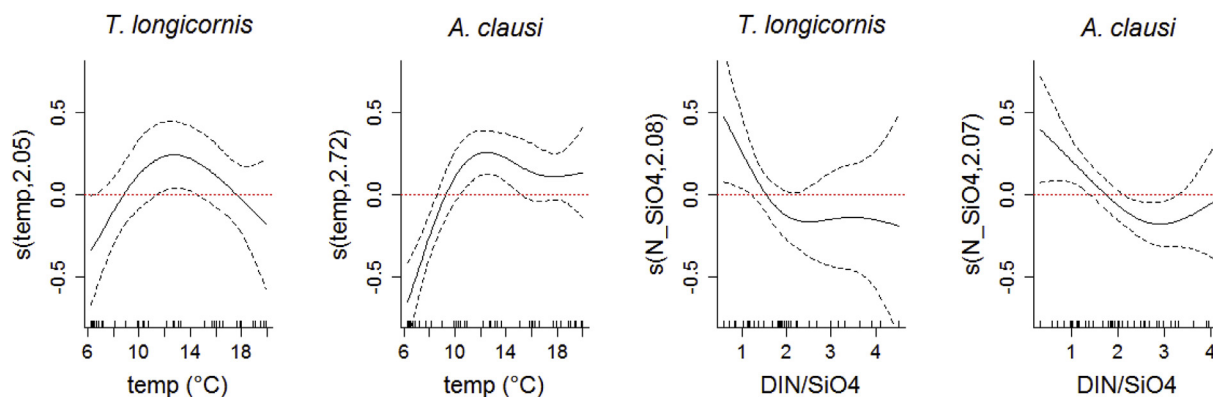 T. longicornis
s(temp,2.05)
0.5
0.0
-0.5
6 10 14 18
temp (°C)
A. clausi
s(temp,2.72)
0.5
0.0
-0.5
6 10 14 18
temp (°C)
T. longicornis
s(N_SiO4,2.08)
0.5
0.0
-0.5
1 2 3 4
DIN/SiO4
A. clausi
s(N_SiO4,2.07)
0.5
0.0
-0.5
1 2 3 4
DIN/SiO4